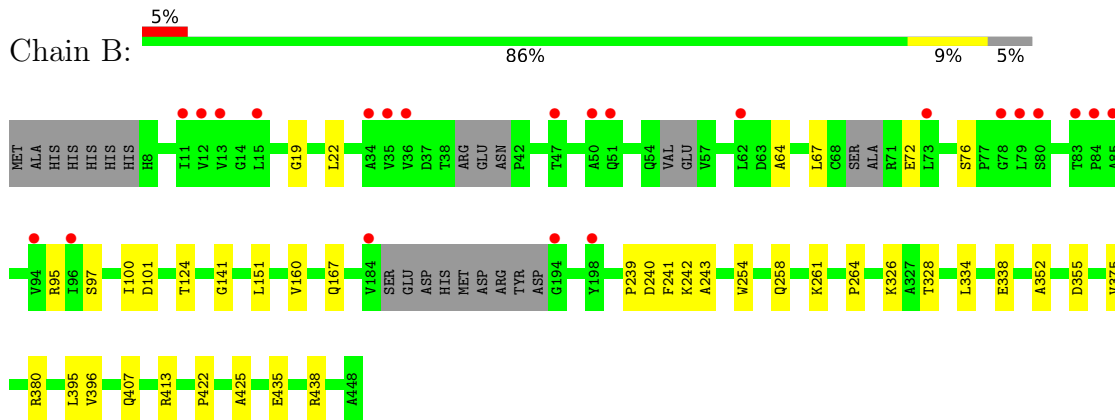 5%
Chain B:
86% 9% 5%
MET ALA HIS HIS HIS HIS HIS H8 I11 V12 V13 G14 L15 G19 L22 A34 V35 V36 D37 T38 ARG GLU ASN P42 T47 A50 Q51 Q54 VAL GLU V57 L62 D63 A64 L67 C68 SER ALA R71 E72 L73 S76 P77 G78 L79 S80 T83 P84 A85
V94 R95 I96 S97 I100 D101 T124 G141 L151 V160 Q167 V184 SER GLU ASP HIS MET ASP ARG TYR ASP G194 Y198 P239 D240 F241 K242 A243 W254 Q258 K261 P264 K326 A327 T328 L334 E338 A352 D355 V375
R380 L395 V396 Q407 R413 P422 A425 E435 R438 A448